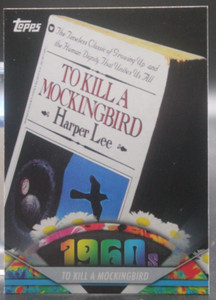 Topps
The Timeless Classic of Growing Up and
the Human Dignity That Unites Us All
TO KILL A
MOCKINGBIRD
Harper Lee
1960s
TO KILL A MOCKINGBIRD